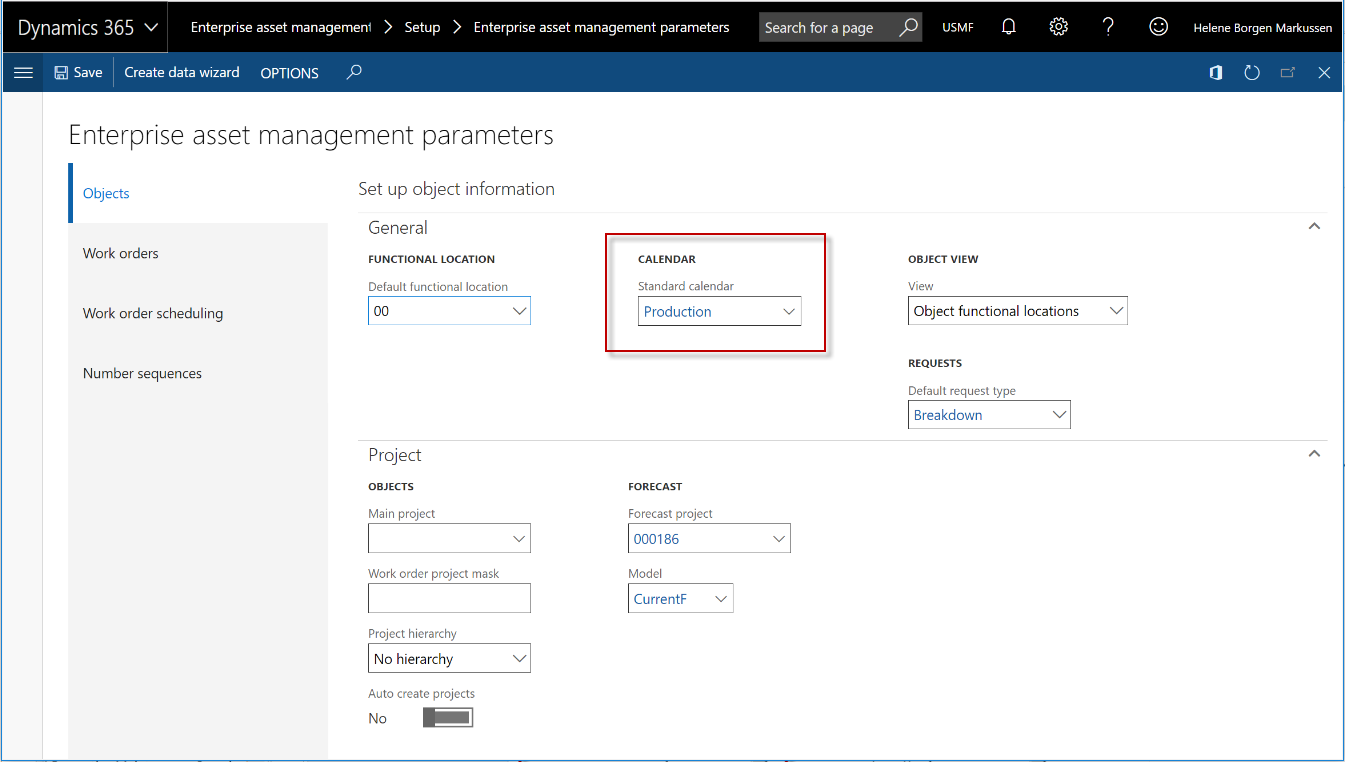 Dynamics 365
Enterprise asset management > Setup > Enterprise asset management parameters
Search for a page
USMF
Helene Borgen Markussen
Save
Create data wizard
OPTIONS
Enterprise asset management parameters
Objects
Work orders
Work order scheduling
Number sequences
Set up object information
General
FUNCTIONAL LOCATION
Default functional location
00
CALENDAR
Standard calendar
Production
OBJECT VIEW
View
Object functional locations
REQUESTS
Default request type
Breakdown
Project
OBJECTS
Main project
Work order project mask
Project hierarchy
No hierarchy
Auto create projects
No
FORECAST
Forecast project
000186
Model
CurrentF